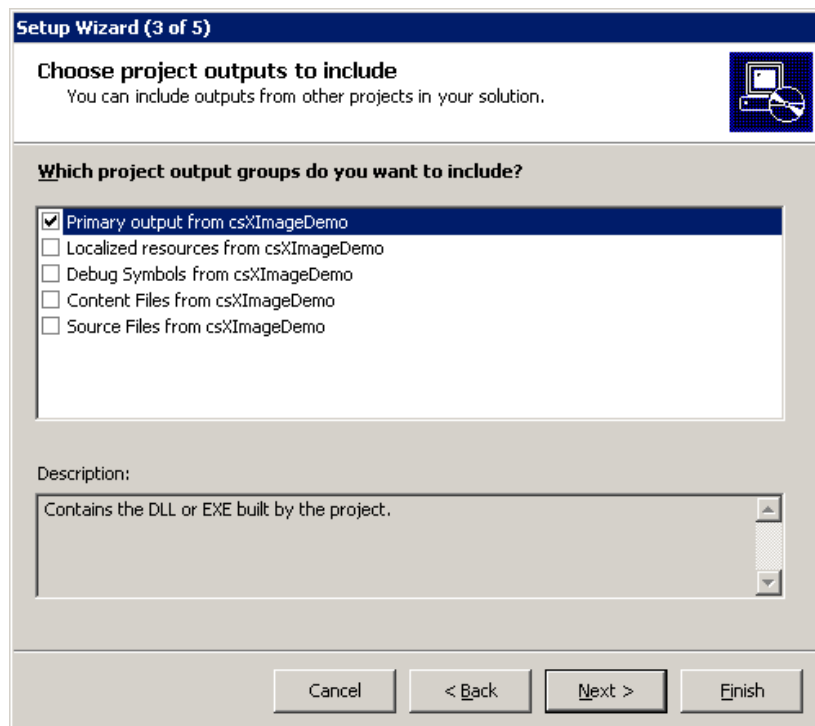 Setup Wizard (3 of 5)
Choose project outputs to include
You can include outputs from other projects in your solution.
Which project output groups do you want to include?
Primary output from csXImageDemo
Localized resources from csXImageDemo
Debug Symbols from csXImageDemo
Content Files from csXImageDemo
Source Files from csXImageDemo
Description:
Contains the DLL or EXE built by the project.
Cancel
< Back
Next >
Finish